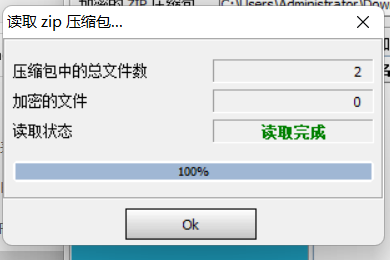 加密的 ZIP 压缩包 C:\Users\Administrator\Dow
读取 zip 压缩包...
压缩包中的总文件数 2
加密的文件 0
读取状态 读取完成
100%
Ok